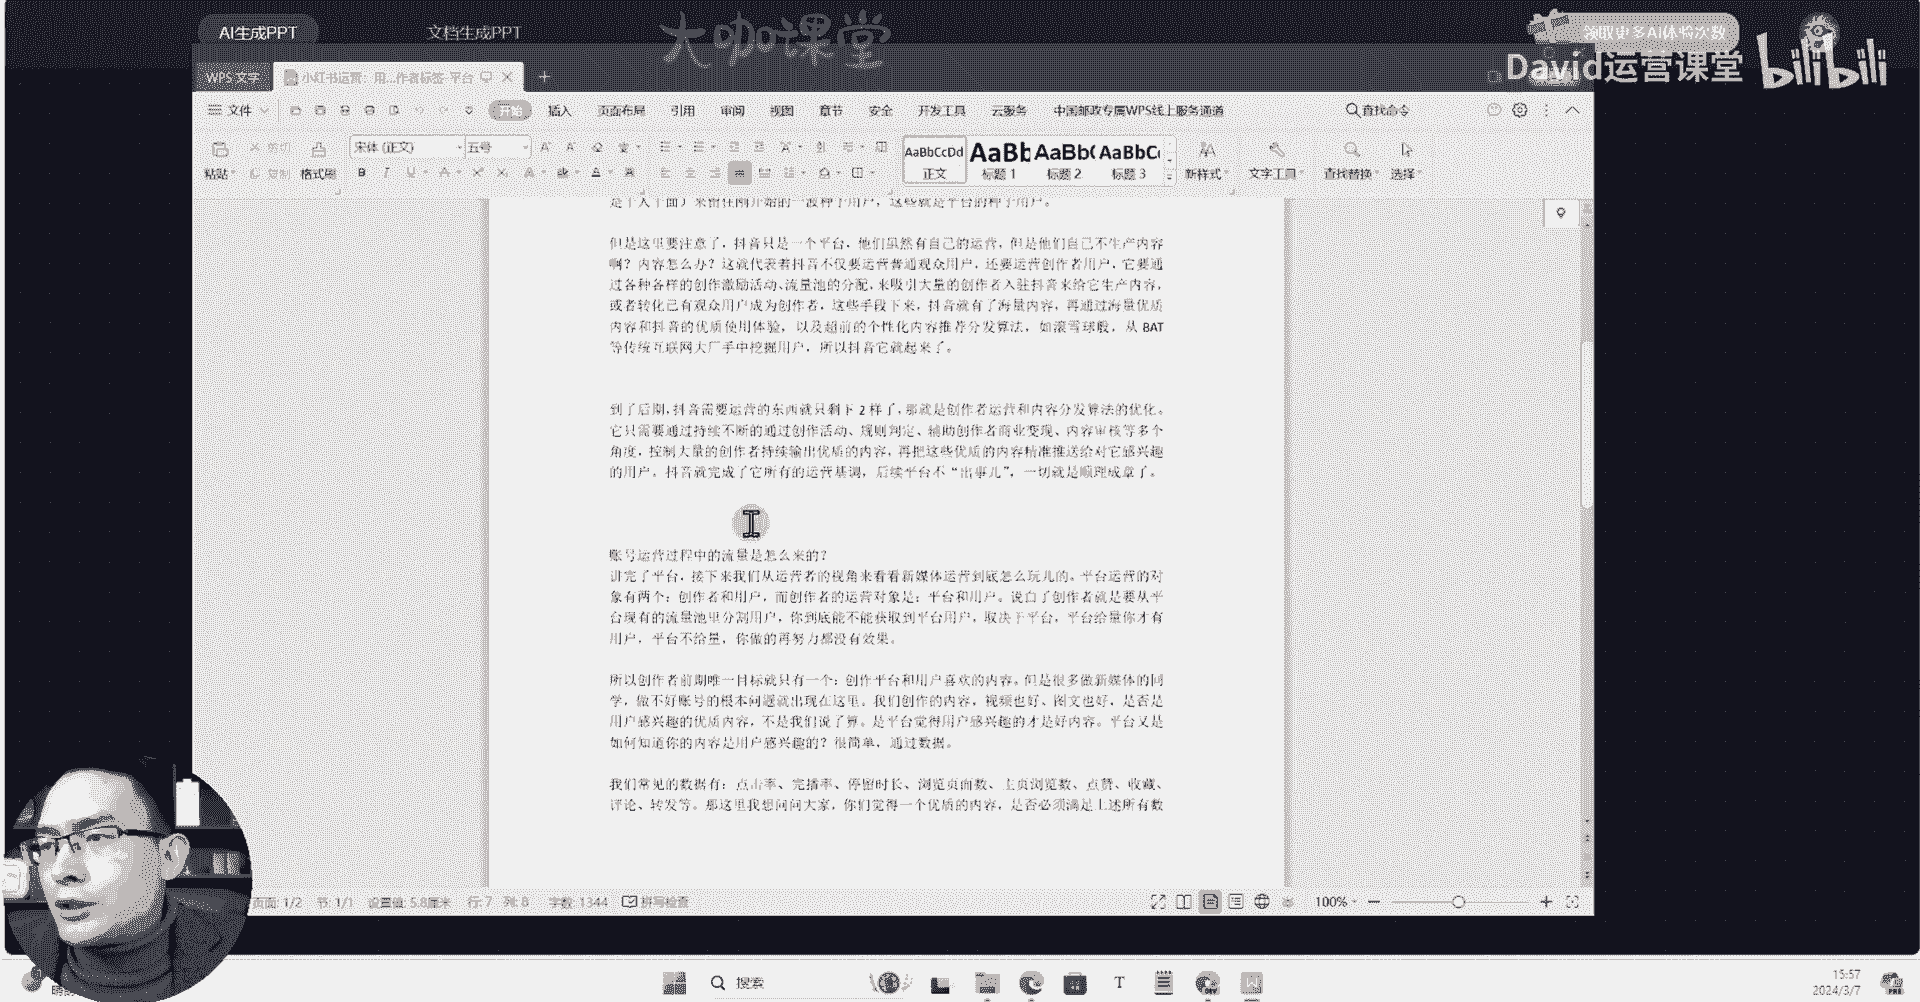 AI生成PPT
文档生成PPT
大咖课堂
领取更多AI体验次数
David运营课堂 bilibili
WPS 文字
小红书运营：用...作者标签-平台
文件
开始
插入
页面布局
引用
审阅
视图
章节
安全
开发工具
云服务
中国邮政专属WPS线上服务通道
查找命令
粘贴
剪切
复制
格式刷
宋体 (正文)
五号
AaBbCcDd
正文
AaBb
标题 1
AaBb(
标题 2
AaBbC
标题 3
新样式
文字工具
查找替换
选择
是千人千面）来留住刚开始的一波种子用户，这些就是平台的种子用户。
但是这里要注意了，抖音只是一个平台，他们虽然有自己的运营，但是他们自己不生产内容
啊？内容怎么办？这就代表着抖音不仅要运营普通观众用户，还要运营创作者用户，它要通
过各种各样的创作激励活动、流量池的分配，来吸引大量的创作者入驻抖音来给它生产内容，
或者转化已有观众用户成为创作者，这些手段下来，抖音就有了海量内容，再通过海量优质
内容和抖音的优质使用体验，以及超前的个性化内容推荐分发算法，如滚雪球般，从 BAT
等传统互联网大厂手中挖掘用户，所以抖音它就起来了。
到了后期，抖音需要运营的东西就只剩下 2 样了，那就是创作者运营和内容分发算法的优化。
它只需要通过持续不断的通过创作活动、规则判定、辅助创作者商业变现、内容审核等多个
角度，控制大量的创作者持续输出优质的内容，再把这些优质的内容精准推送给对它感兴趣
的用户。抖音就完成了它所有的运营基调，后续平台不“出事儿”，一切就是顺理成章了。
账号运营过程中的流量是怎么来的？
讲完了平台，接下来我们从运营者的视角来看看新媒体运营到底怎么玩儿的。平台运营的对
象有两个：创作者和用户，而创作者的运营对象是：平台和用户。说白了创作者就是要从平
台现有的流量池里分割用户，你到底能不能获取到平台用户，取决于平台，平台给量你才有
用户，平台不给量，你做的再努力都没有效果。
所以创作者前期唯一目标就只有一个：创作平台和用户喜欢的内容。但是很多做新媒体的同
学，做不好账号的根本问题就出现在这里。我们创作的内容，视频也好、图文也好，是否是
用户感兴趣的优质内容，不是我们说了算。是平台觉得用户感兴趣的才是好内容。平台又是
如何知道你的内容是用户感兴趣的？很简单，通过数据。
我们常见的数据有：点击率、完播率、停留时长、浏览页面数、主页浏览数、点赞、收藏、
评论、转发等。那这里我想问问大家，你们觉得一个优质的内容，是否必须满足上述所有数
页面: 1/2
节: 1/1
设置值: 5.8厘米
行: 7
列: 8
字数: 1344
拼写检查
100%
搜索
15:57
2024/3/7